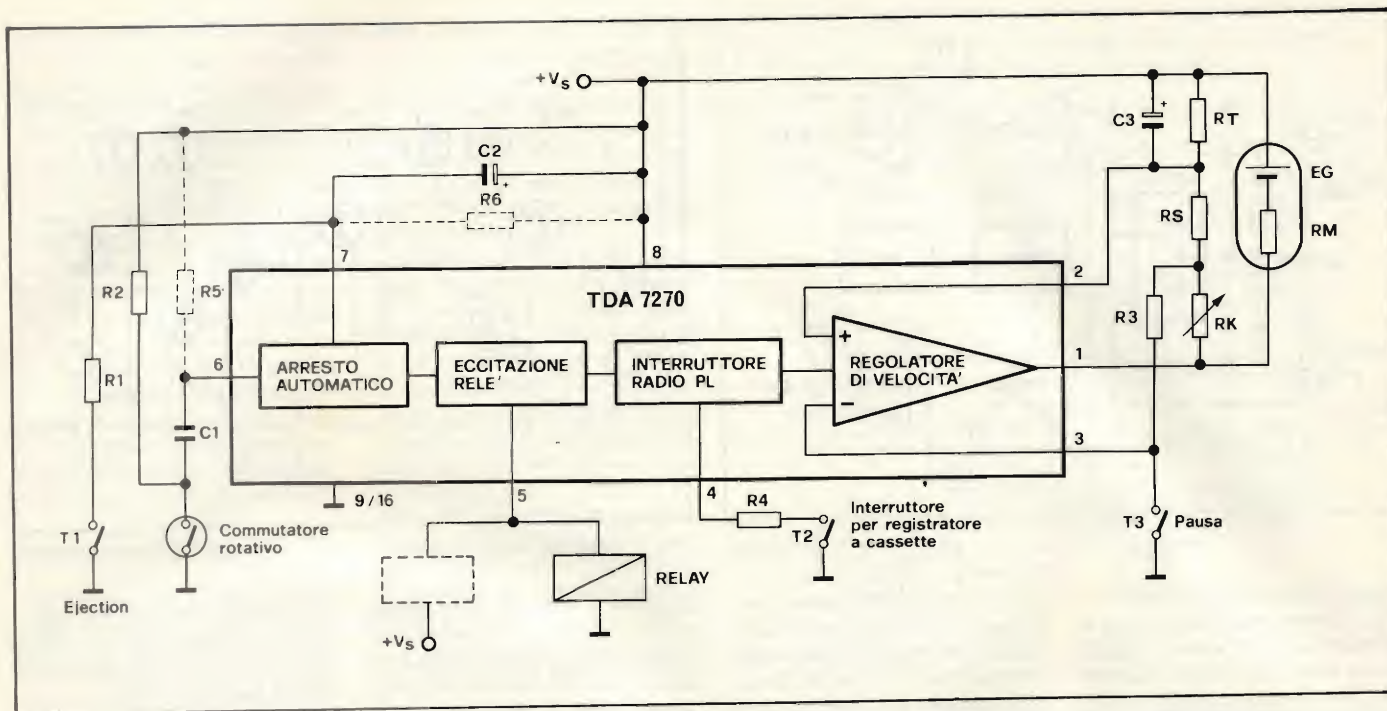 +Vs
C2
+
R6
C3
+
RT
EG
RS
RM
7
8
2
R2
R5
TDA 7270
R3
RK
R1
6
ARRESTO
AUTOMATICO
ECCITAZIONE
RELE'
INTERRUTTORE
RADIO PL
+
REGOLATORE
DI VELOCITA'
−
1
C1
3
9/16
5
4
R4
T1
Commutatore
rotativo
T2
Interruttore
per registratore
a cassette
T3
Pausa
RELAY
Ejection
+Vs